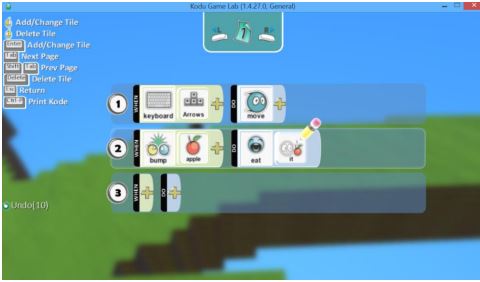 Kodu Game Lab (1.4.27.0, General)
Add/Change Tile
Delete Tile
Enter Add/Change Tile
Tab Next Page
Shift Tab Prev Page
Delete Delete Tile
Esc Return
Print Kode
1
1 WHEN keyboard Arrows DO move
2 WHEN bump apple DO eat it
3 WHEN DO
Undo(10)